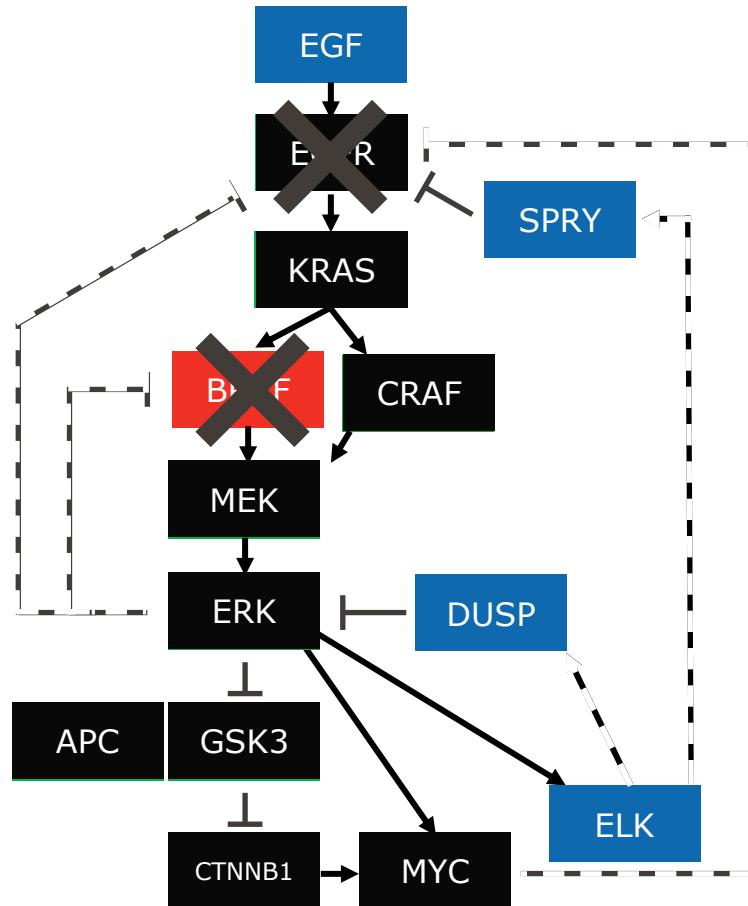 EGF
KRAS
SPRY
CRAF
MEK
ERK
DUSP
APC
GSK3
ELK
CTNNB1
MYC